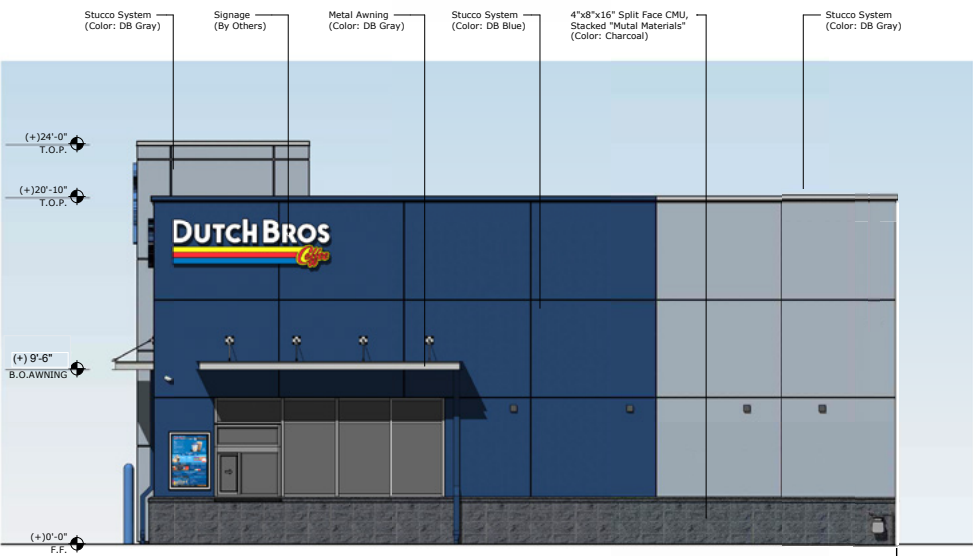 Stucco System
(Color: DB Gray)
Signage
(By Others)
Metal Awning
(Color: DB Gray)
Stucco System
(Color: DB Blue)
4"x8"x16" Split Face CMU,
Stacked "Mutal Materials"
(Color: Charcoal)
Stucco System
(Color: DB Gray)
(+)24'-0"
T.O.P.
(+)20'-10"
T.O.P.
DUTCH BROS
Coffee
(+) 9'-6"
B.O.AWNING
(+)0'-0"
F.F.